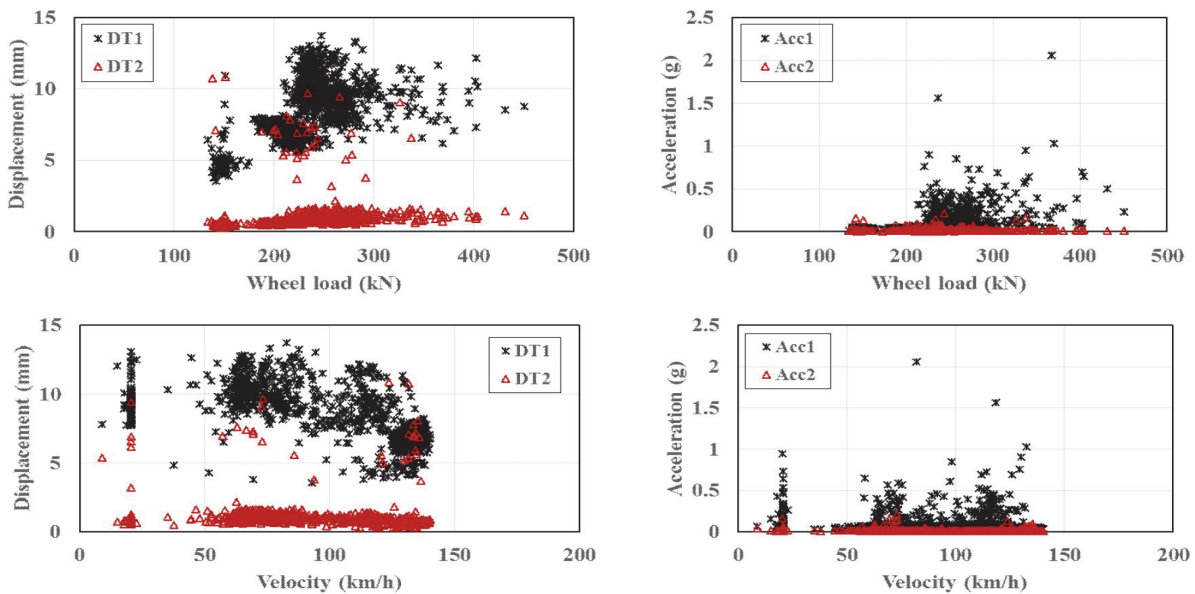 15
10
5
0
Displacement (mm)
DT1
DT2
0 100 200 300 400 500
Wheel load (kN)
2.5
2
1.5
1
0.5
0
Acceleration (g)
Acc1
Acc2
0 100 200 300 400 500
Wheel load (kN)
15
10
5
0
Displacement (mm)
DT1
DT2
0 50 100 150 200
Velocity (km/h)
2.5
2
1.5
1
0.5
0
Acceleration (g)
Acc1
Acc2
0 50 100 150 200
Velocity (km/h)